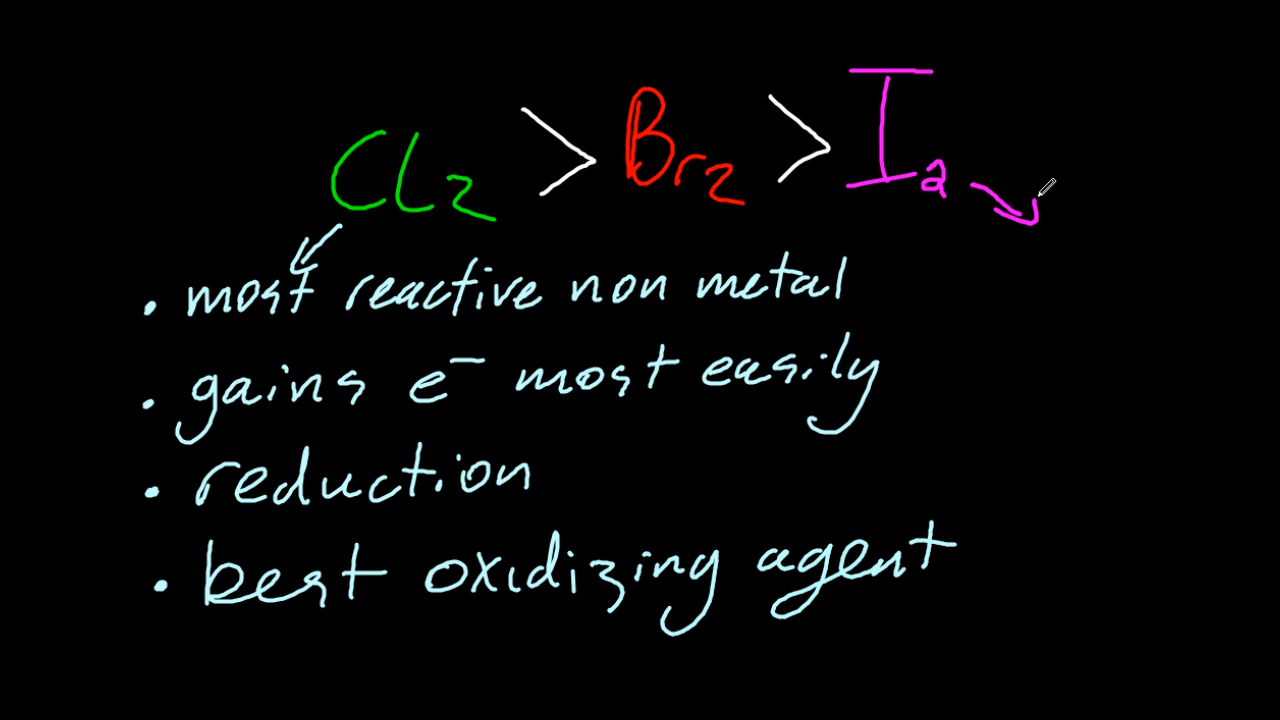 Cl2 > Br2 > I2
• most reactive non metal
• gains e⁻ most easily
• reduction
• best oxidizing agent